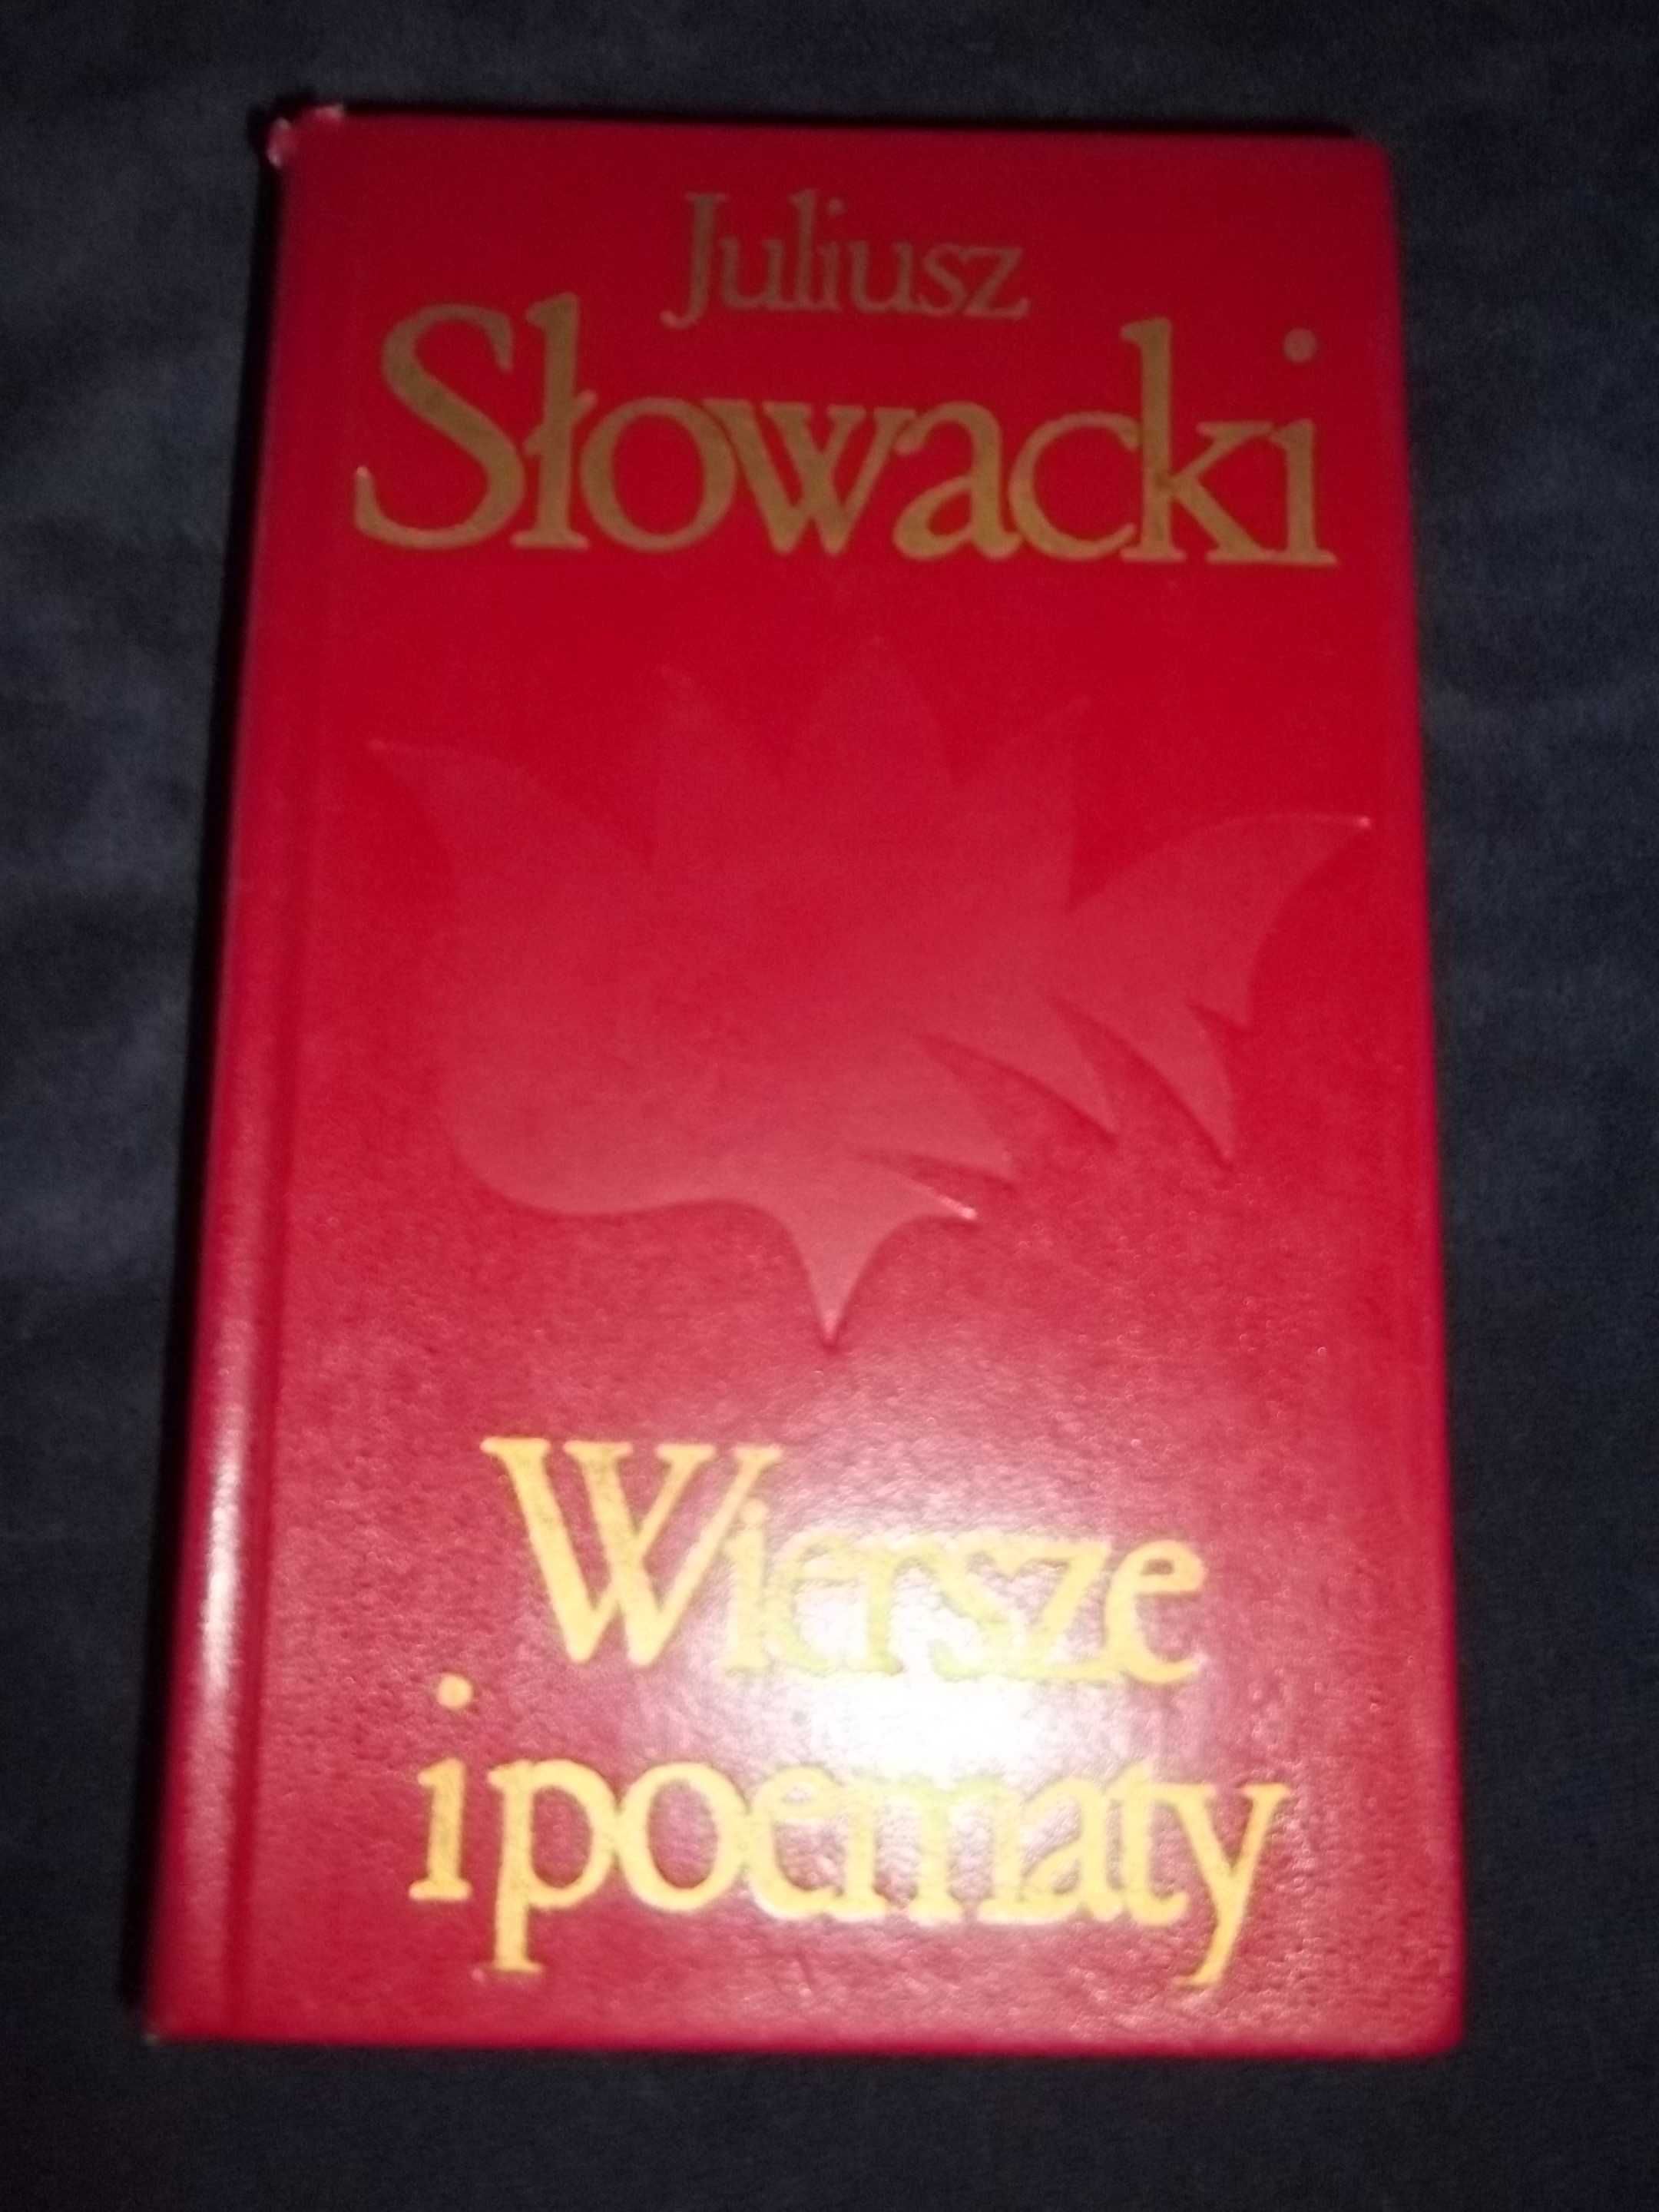 Juliusz
Słowacki
Wiersze
i poematy